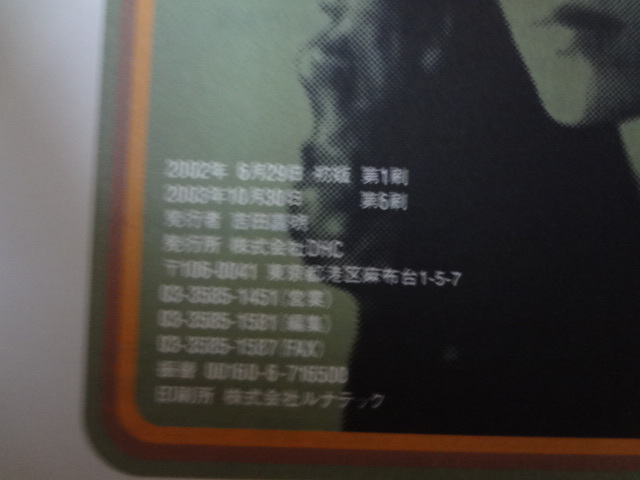 2002年 6月29日 初版 第1刷
2003年10月30日 第6刷
発行者 吉田嘉明
発行所 株式会社DHC
〒106-0041 東京都港区麻布台1-5-7
03-3585-1451(営業)
03-3585-1581(編集)
03-3585-1587(FAX)
振替 00160-6-716500
印刷所 株式会社ルナテック